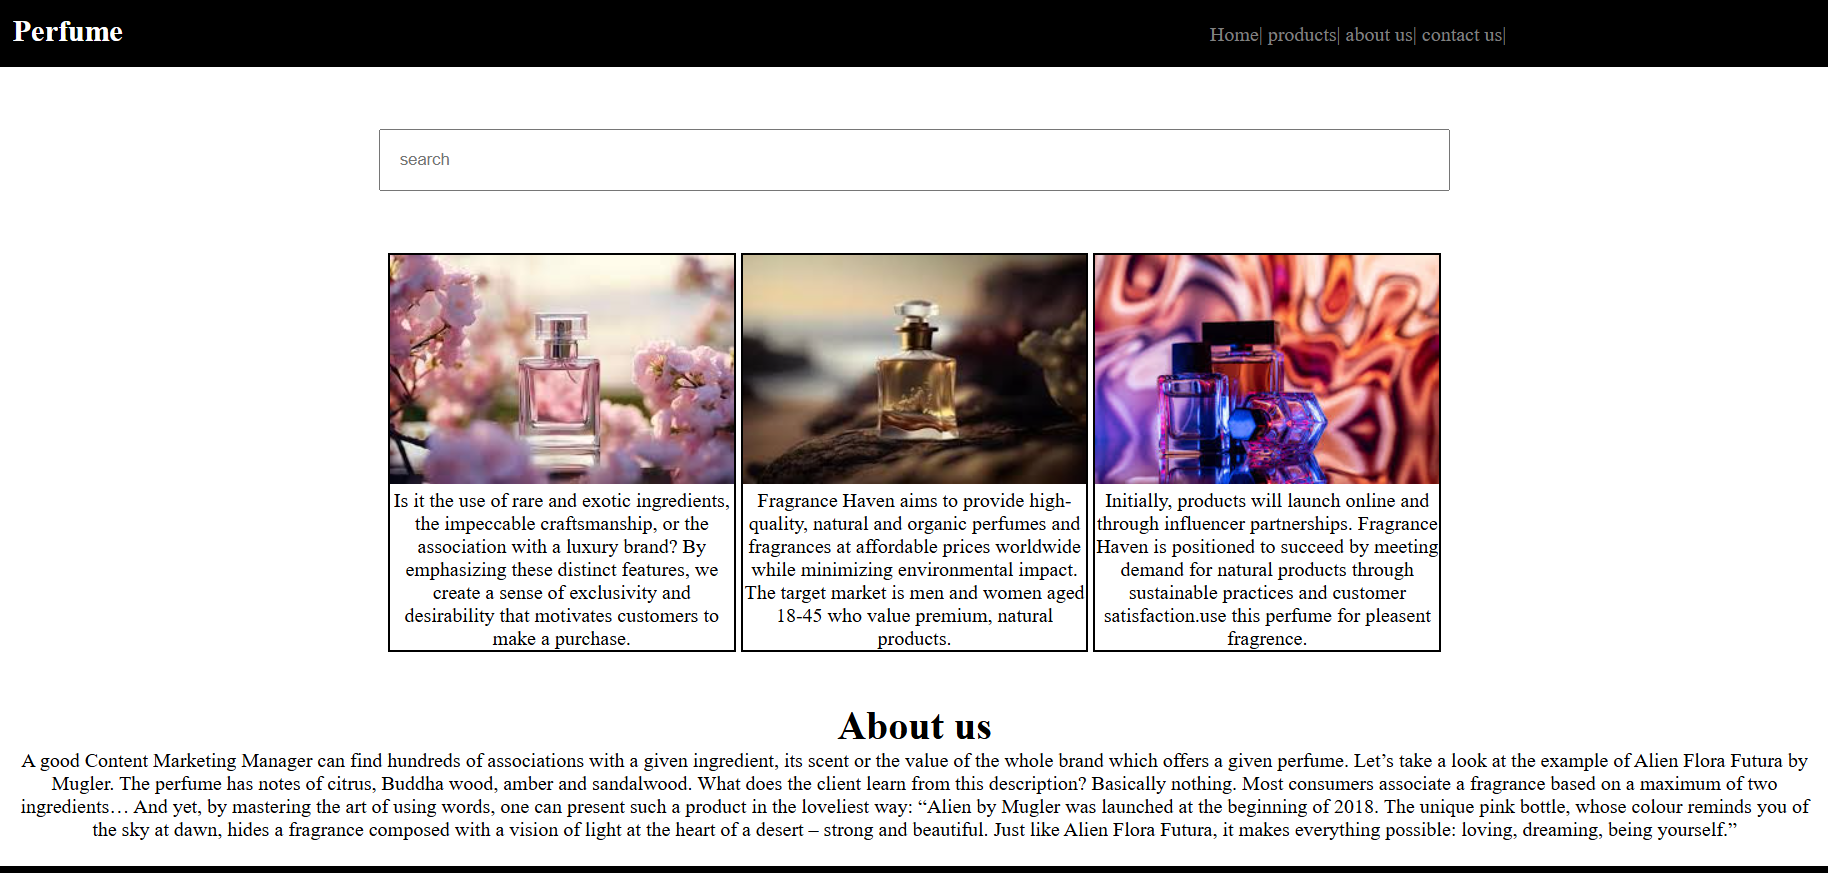 Perfume
Home| products| about us| contact us|
search
Is it the use of rare and exotic ingredients,
the impeccable craftsmanship, or the
association with a luxury brand? By
emphasizing these distinct features, we
create a sense of exclusivity and
desirability that motivates customers to
make a purchase.
Fragrance Haven aims to provide high-
quality, natural and organic perfumes and
fragrances at affordable prices worldwide
while minimizing environmental impact.
The target market is men and women aged
18-45 who value premium, natural
products.
Initially, products will launch online and
through influencer partnerships. Fragrance
Haven is positioned to succeed by meeting
demand for natural products through
sustainable practices and customer
satisfaction.use this perfume for pleasent
fragrence.
About us
A good Content Marketing Manager can find hundreds of associations with a given ingredient, its scent or the value of the whole brand which offers a given perfume. Let’s take a look at the example of Alien Flora Futura by
Mugler. The perfume has notes of citrus, Buddha wood, amber and sandalwood. What does the client learn from this description? Basically nothing. Most consumers associate a fragrance based on a maximum of two
ingredients… And yet, by mastering the art of using words, one can present such a product in the loveliest way: “Alien by Mugler was launched at the beginning of 2018. The unique pink bottle, whose colour reminds you of
the sky at dawn, hides a fragrance composed with a vision of light at the heart of a desert – strong and beautiful. Just like Alien Flora Futura, it makes everything possible: loving, dreaming, being yourself.”